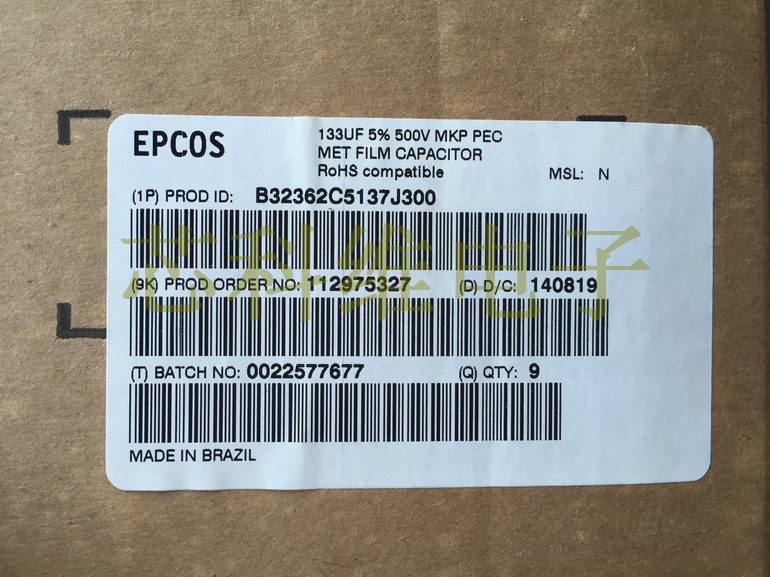 EPCOS
133UF 5% 500V MKP PEC
MET FILM CAPACITOR
RoHS compatible
MSL: N
(1P) PROD ID: B32362C5137J300
芯科维电子
(9K) PROD ORDER NO: 112975327 (D) D/C: 140819
(T) BATCH NO: 0022577677 (Q) QTY: 9
MADE IN BRAZIL